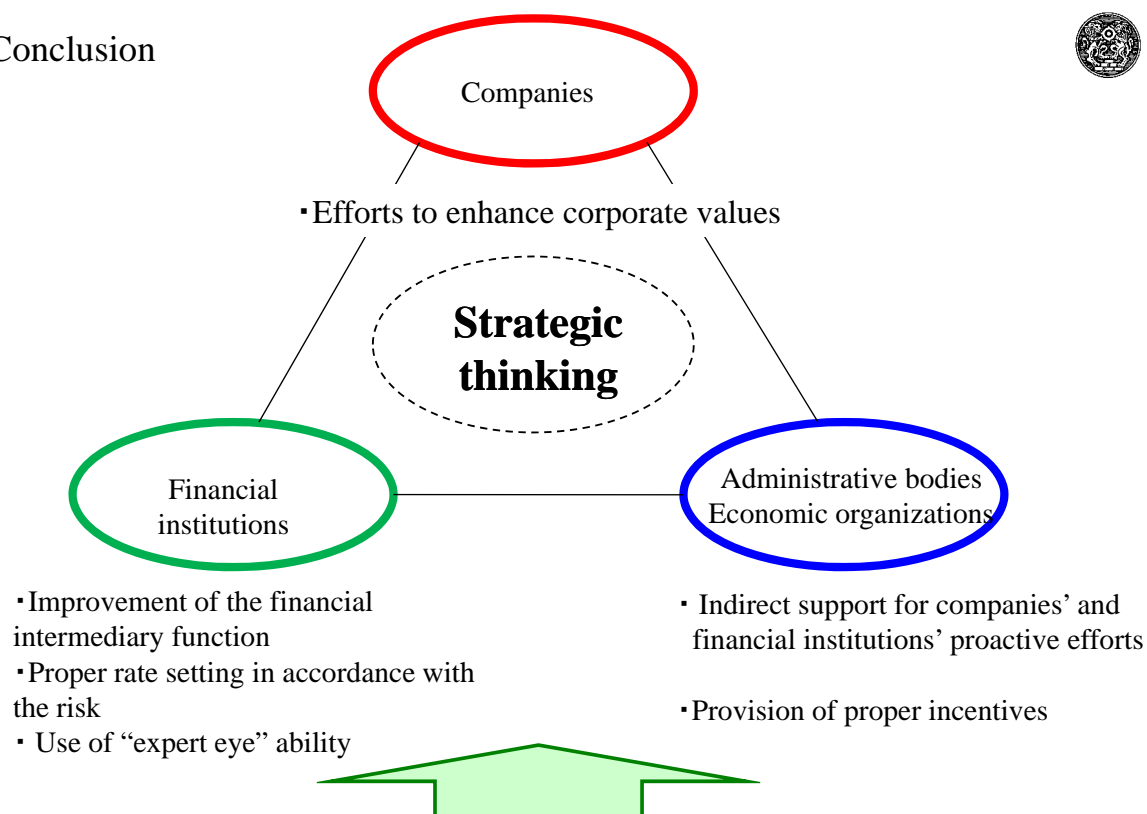 Conclusion
Companies
・Efforts to enhance corporate values
Strategic
thinking
Financial
institutions
Administrative bodies
Economic organizations
・Improvement of the financial
intermediary function
・Proper rate setting in accordance with
the risk
・ Use of “expert eye” ability
・ Indirect support for companies’ and
financial institutions’ proactive efforts
・Provision of proper incentives